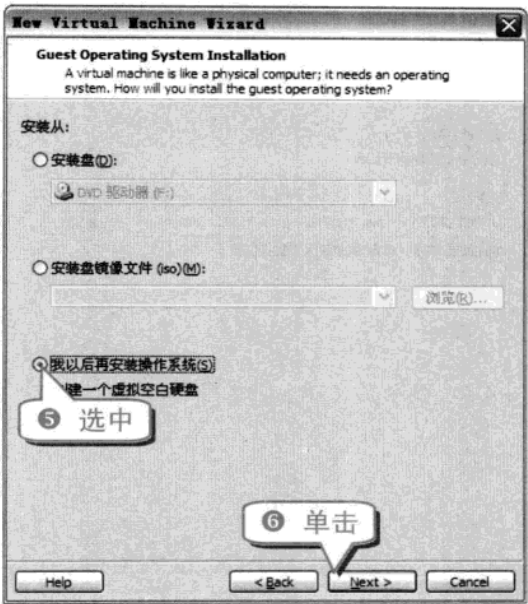 New Virtual Machine Wizard
Guest Operating System Installation
A virtual machine is like a physical computer; it needs an operating
system. How will you install the guest operating system?
安装从:
安装盘(D):
DVD 驱动器 (F:)
安装盘镜像文件 (iso)(M):
浏览(R)...
我以后再安装操作系统(S)
建一个虚拟空白硬盘
❺ 选中
❻ 单击
Help
< Back
Next >
Cancel